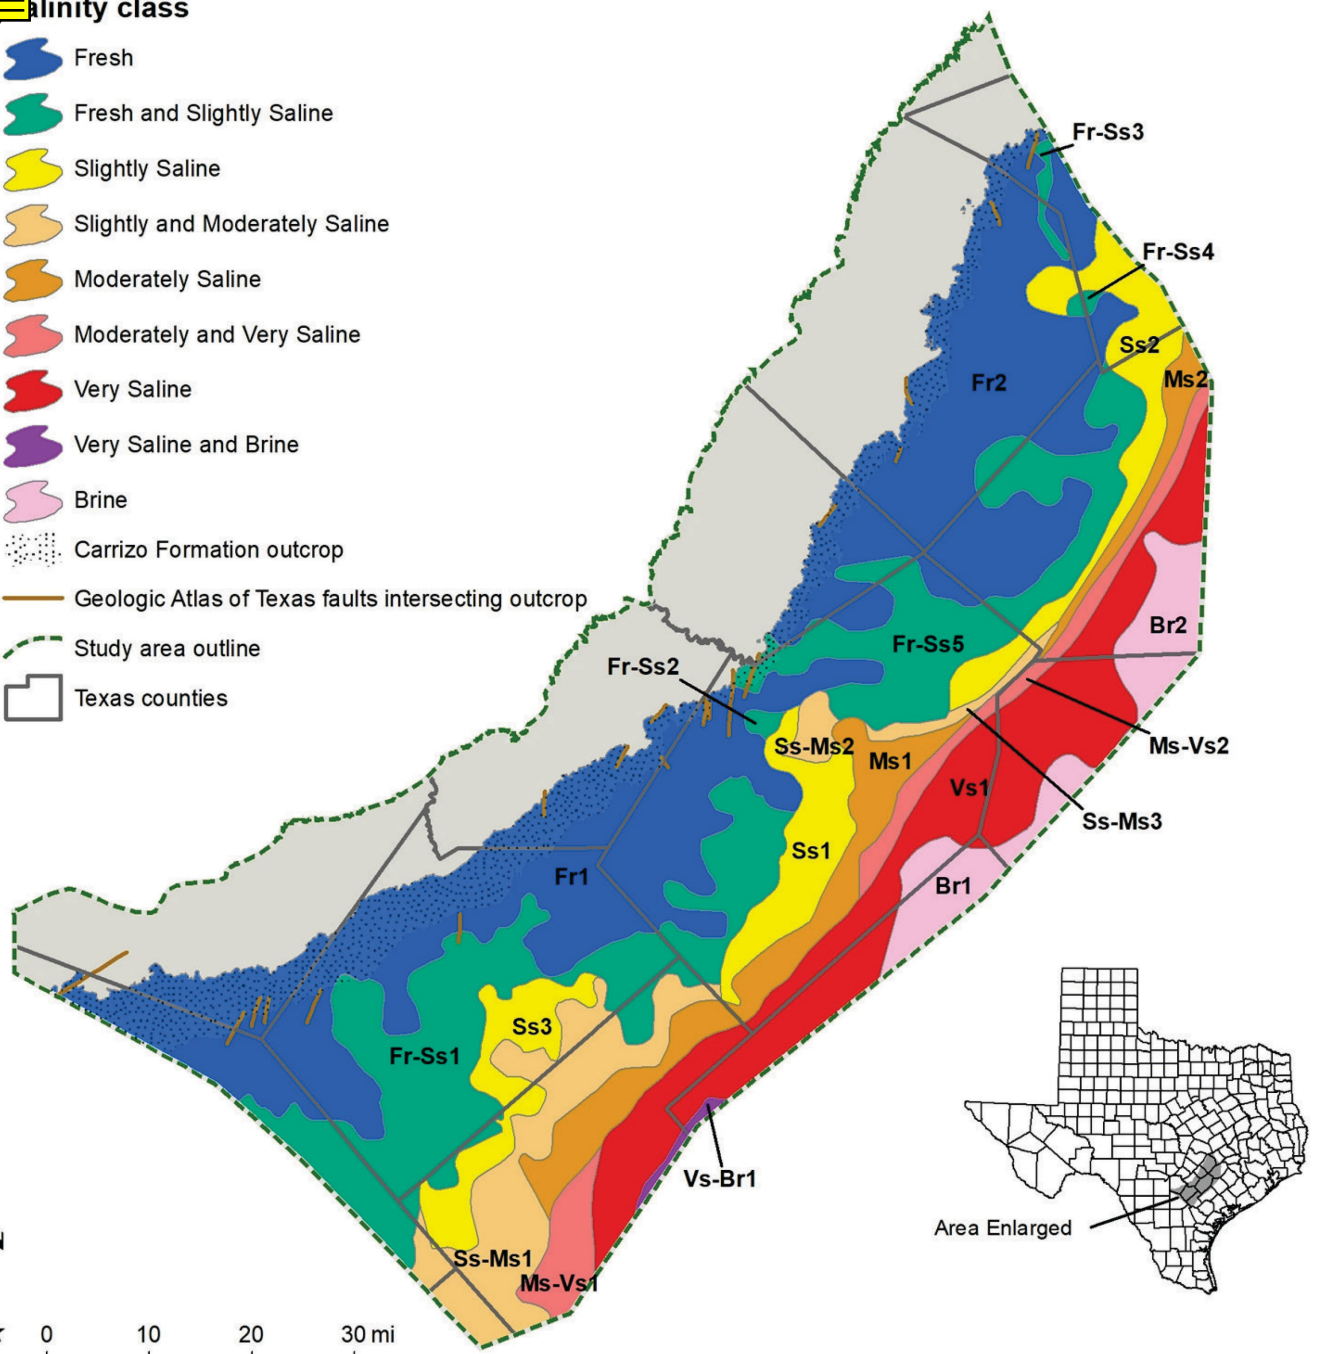 alinity class
Fresh
Fresh and Slightly Saline
Slightly Saline
Slightly and Moderately Saline
Moderately Saline
Moderately and Very Saline
Very Saline
Very Saline and Brine
Brine
Carrizo Formation outcrop
Geologic Atlas of Texas faults intersecting outcrop
Study area outline
Texas counties
Fr-Ss3
Fr-Ss4
Ss2
Ms2
Fr2
Br2
Fr-Ss5
Fr-Ss2
Ss-Ms2
Ms1
Ms-Vs2
Vs1
Ss-Ms3
Ss1
Fr1
Br1
Ss3
Fr-Ss1
Vs-Br1
Ss-Ms1
Ms-Vs1
Area Enlarged
0 10 20 30 mi